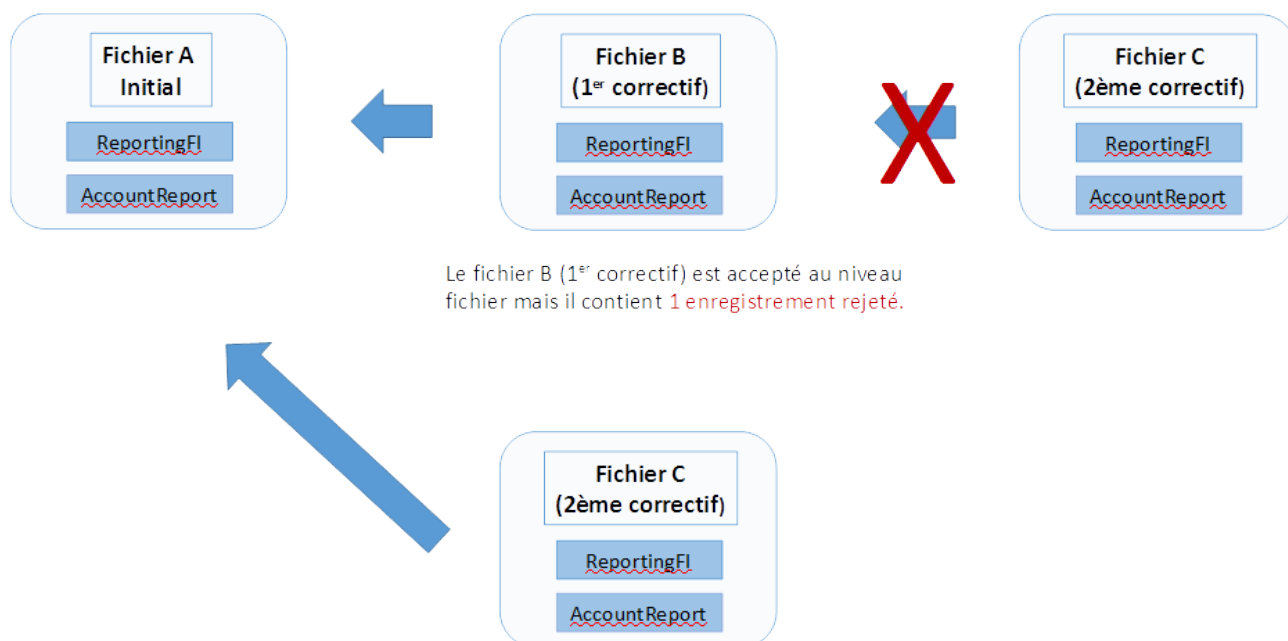 Fichier A
Initial
ReportingFI
AccountReport
Fichier B
(1er correctif)
ReportingFI
AccountReport
Fichier C
(2ème correctif)
ReportingFI
AccountReport
Le fichier B (1er correctif) est accepté au niveau
fichier mais il contient 1 enregistrement rejeté.
Fichier C
(2ème correctif)
ReportingFI
AccountReport